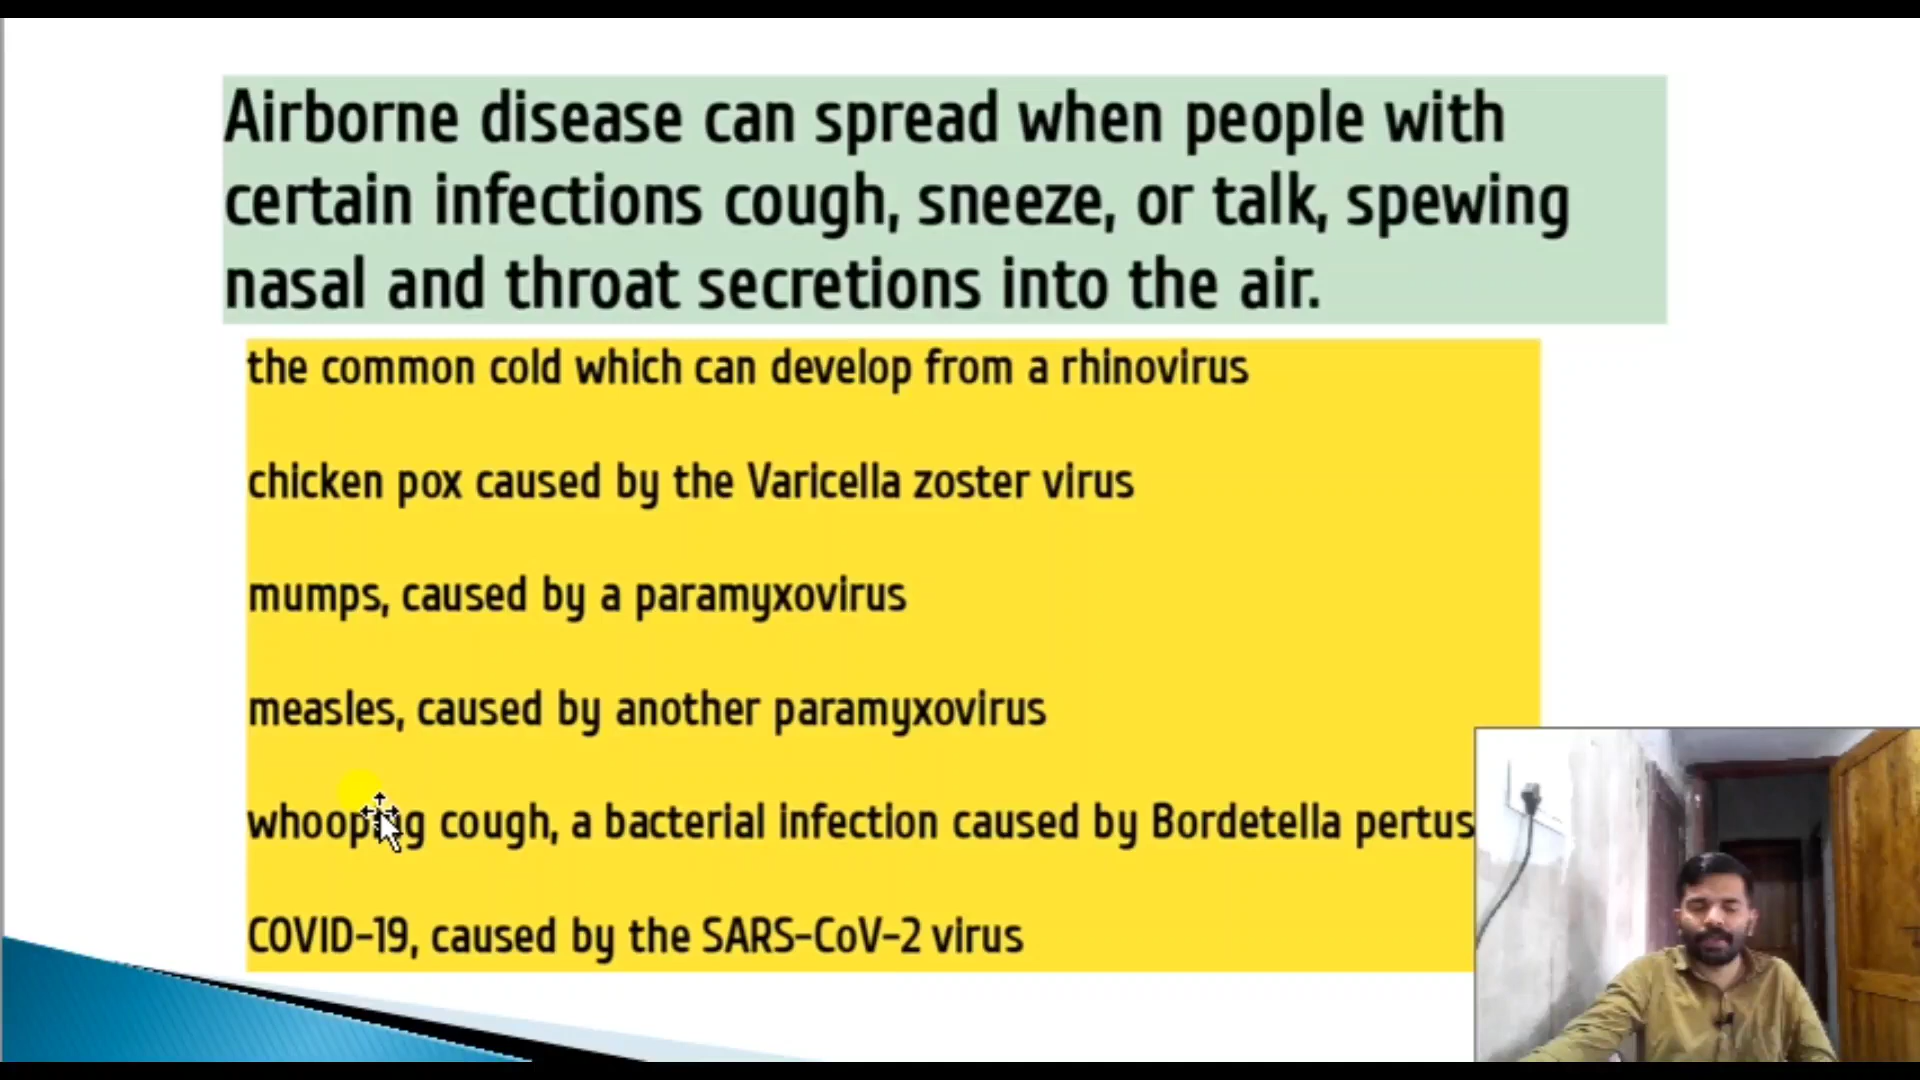 Airborne disease can spread when people with
certain infections cough, sneeze, or talk, spewing
nasal and throat secretions into the air.
the common cold which can develop from a rhinovirus
chicken pox caused by the Varicella zoster virus
mumps, caused by a paramyxovirus
measles, caused by another paramyxovirus
whooping cough, a bacterial infection caused by Bordetella pertus
COVID-19, caused by the SARS-CoV-2 virus